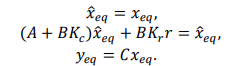 x̂_eq = x_eq,
(A + BK_c)x̂_eq + BK_r r = x̂_eq,
y_eq = Cx_eq.